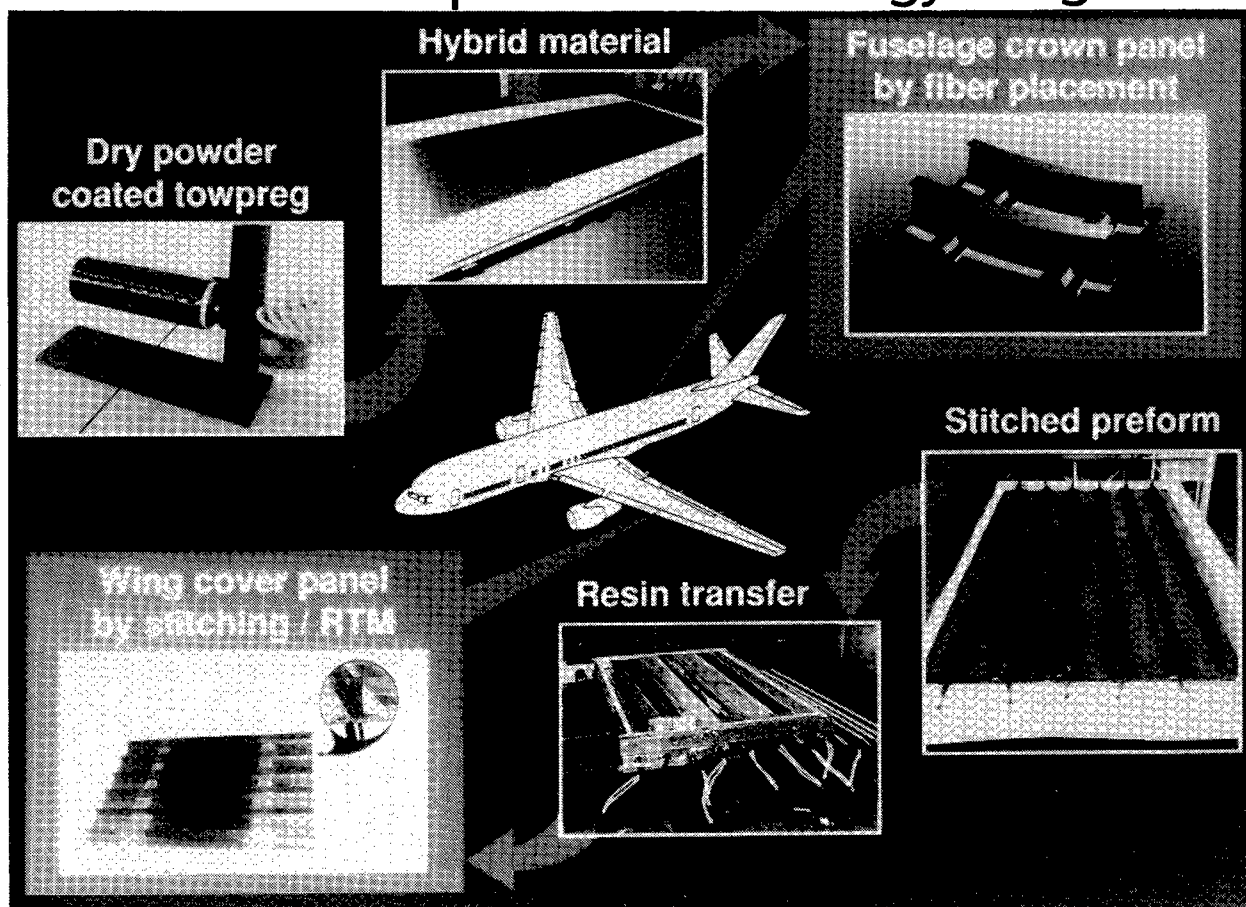 Hybrid material
Fuselage crown panel
by fiber placement
Dry powder
coated towpreg
Stitched preform
Wing cover panel
by stitching / RTM
Resin transfer